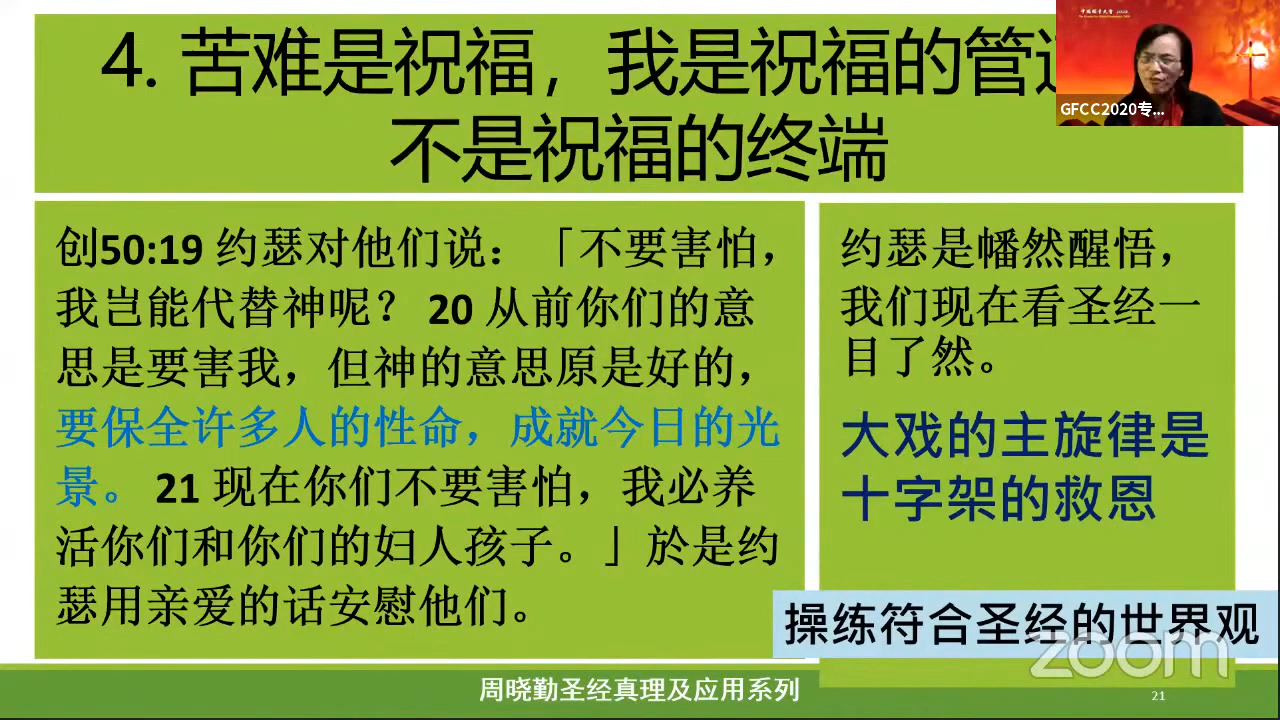 4. 苦难是祝福，我是祝福的管
不是祝福的终端
GFCC2020专...
创50:19 约瑟对他们说：「不要害怕，
我岂能代替神呢？ 20 从前你们的意
思是要害我，但神的意思原是好的，
要保全许多人的性命，成就今日的光
景。 21 现在你们不要害怕，我必养
活你们和你们的妇人孩子。」於是约
瑟用亲爱的话安慰他们。
约瑟是幡然醒悟，
我们现在看圣经一
目了然。
大戏的主旋律是
十字架的救恩
操练符合圣经的世界观
zoom
周晓勤圣经真理及应用系列
21